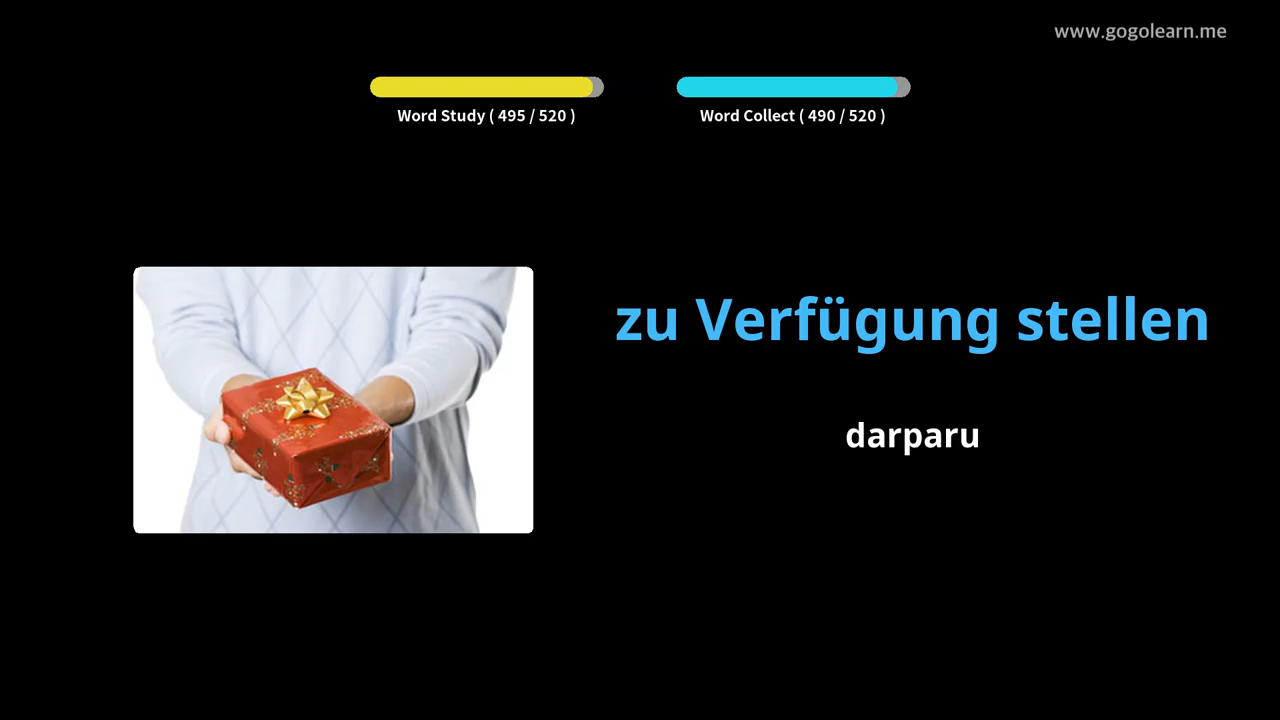 www.gogolearn.me
Word Study ( 495 / 520 )
Word Collect ( 490 / 520 )
zu Verfügung stellen
darparu